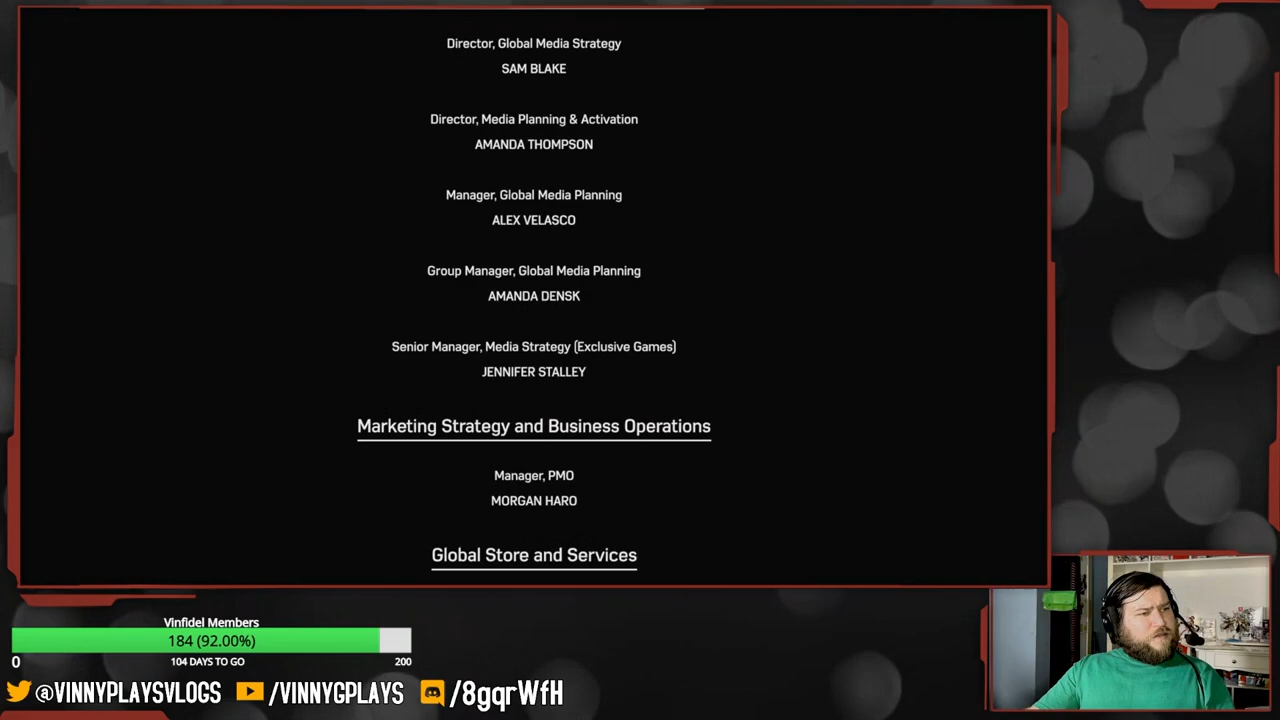 Director, Global Media Strategy
SAM BLAKE
Director, Media Planning & Activation
AMANDA THOMPSON
Manager, Global Media Planning
ALEX VELASCO
Group Manager, Global Media Planning
AMANDA DENSK
Senior Manager, Media Strategy (Exclusive Games)
JENNIFER STALLEY
Marketing Strategy and Business Operations
Manager, PMO
MORGAN HARO
Global Store and Services
Vinfidel Members
184 (92.00%)
0 104 DAYS TO GO 200
@VINNYPLAYSVLOGS /VINNYGPLAYS /8gqrWfH